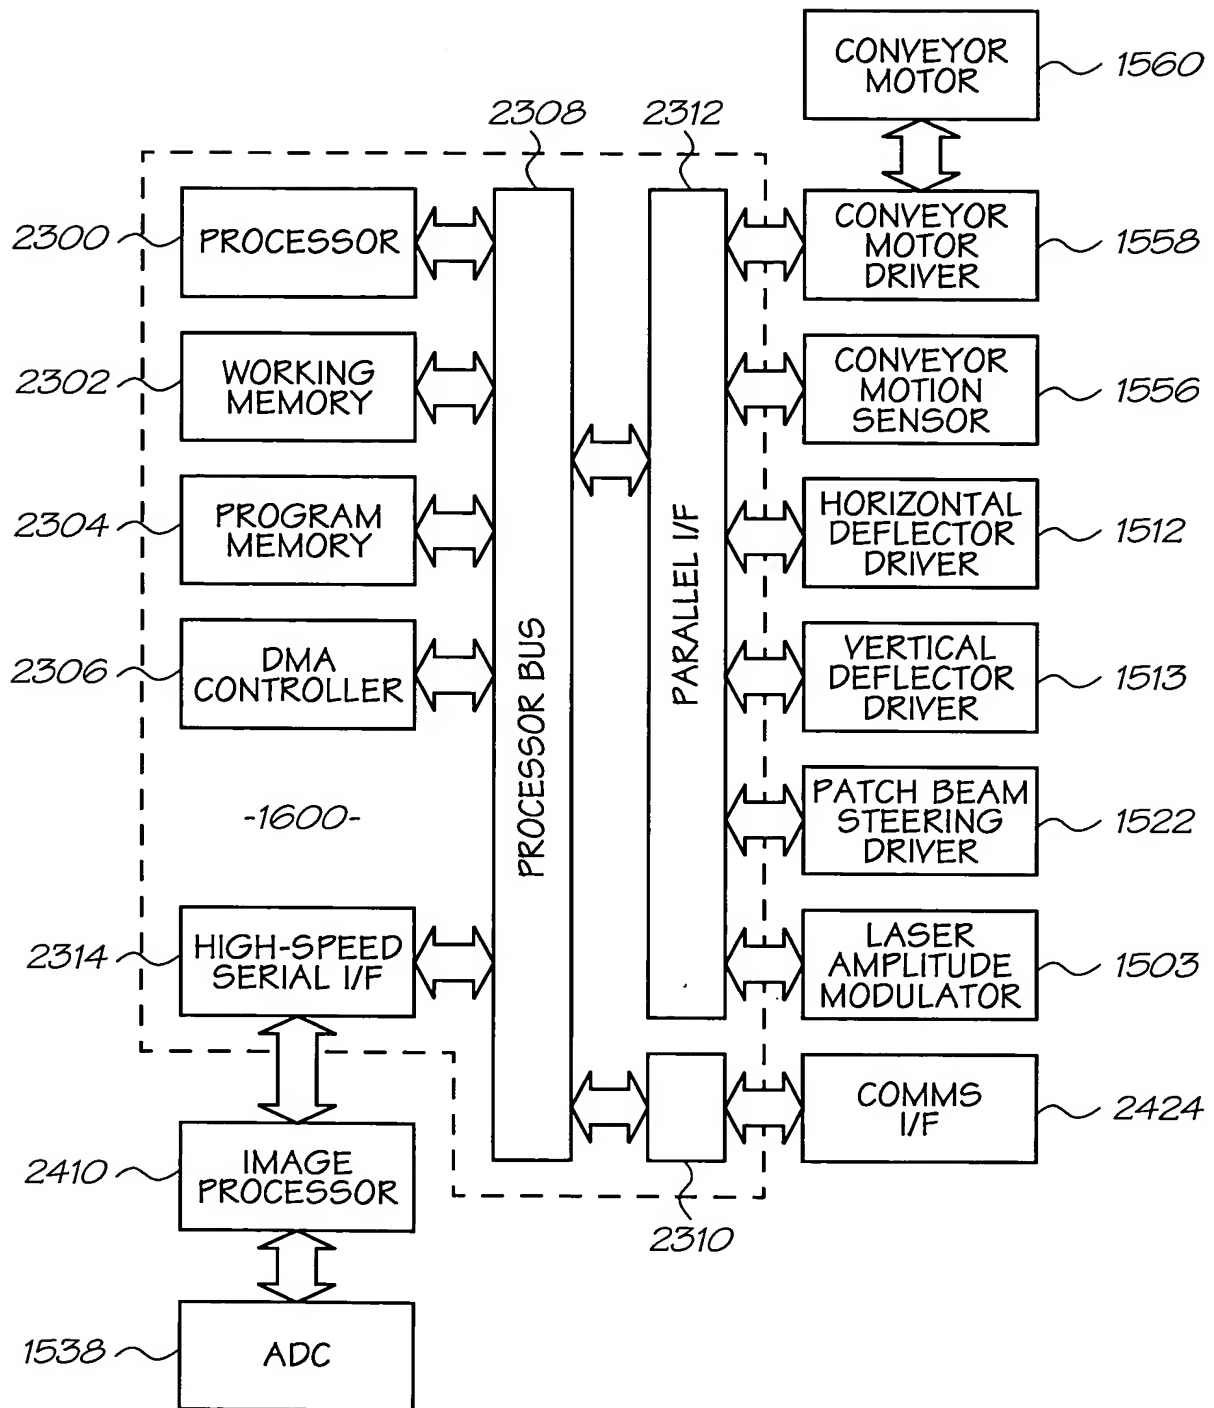 CONVEYOR
MOTOR
1560
2308
2312
2300
PROCESSOR
CONVEYOR
MOTOR
DRIVER
1558
2302
WORKING
MEMORY
CONVEYOR
MOTION
SENSOR
1556
2304
PROGRAM
MEMORY
HORIZONTAL
DEFLECTOR
DRIVER
1512
2306
DMA
CONTROLLER
PROCESSOR BUS
PARALLEL I/F
VERTICAL
DEFLECTOR
DRIVER
1513
-1600-
PATCH BEAM
STEERING
DRIVER
1522
2314
HIGH-SPEED
SERIAL I/F
LASER
AMPLITUDE
MODULATOR
1503
COMMS
I/F
2424
2410
IMAGE
PROCESSOR
2310
1538
ADC